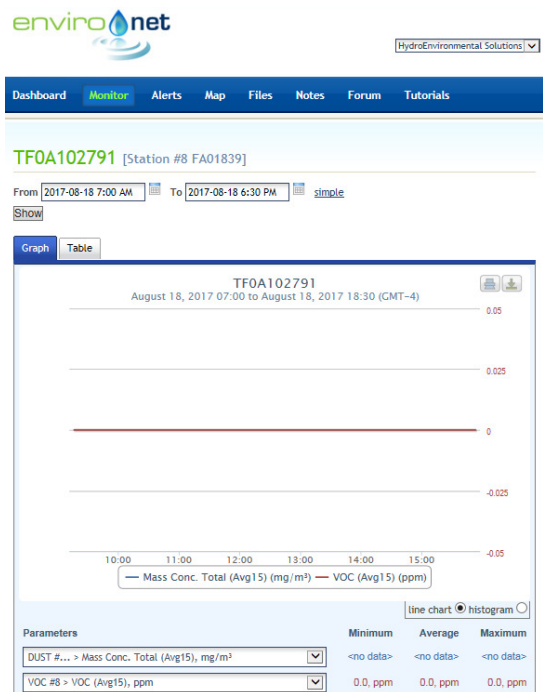 enviro net
HydroEnvironmental Solutions
Dashboard Monitor Alerts Map Files Notes Forum Tutorials
TF0A102791 [Station #8 FA01839]
From 2017-08-18 7:00 AM To 2017-08-18 6:30 PM simple
Show
Graph Table
TF0A102791
August 18, 2017 07:00 to August 18, 2017 18:30 (GMT-4)
0.05
0.025
0
-0.025
-0.05
10:00 11:00 12:00 13:00 14:00 15:00
Mass Conc. Total (Avg15) (mg/m³) VOC (Avg15) (ppm)
line chart histogram
Parameters Minimum Average Maximum
DUST #... > Mass Conc. Total (Avg15), mg/m³ <no data> <no data> <no data>
VOC #8 > VOC (Avg15), ppm 0.0, ppm 0.0, ppm 0.0, ppm